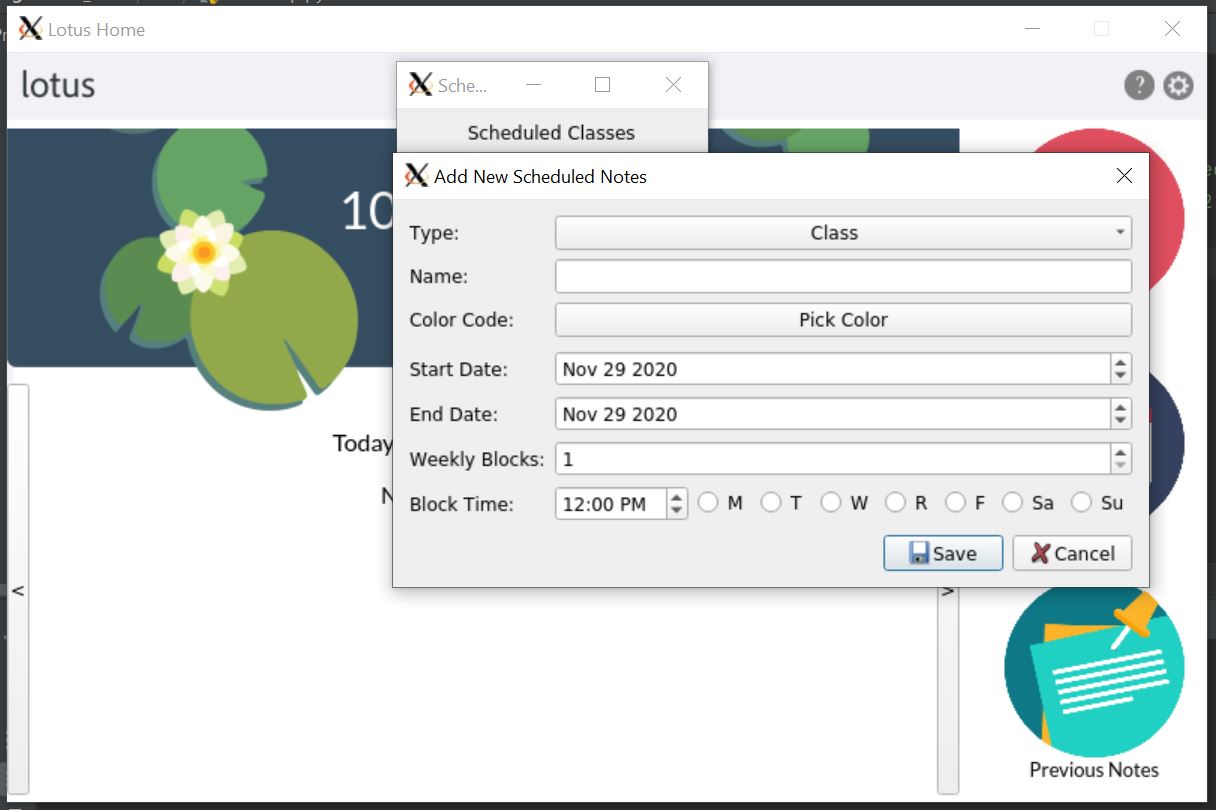 Lotus Home
lotus
Sche...
Scheduled Classes
10
Add New Scheduled Notes
Type: Class
Name:
Color Code: Pick Color
Start Date: Nov 29 2020
End Date: Nov 29 2020
Weekly Blocks: 1
Block Time: 12:00 PM M T W R F Sa Su
Save Cancel
Today
N
< >
Previous Notes